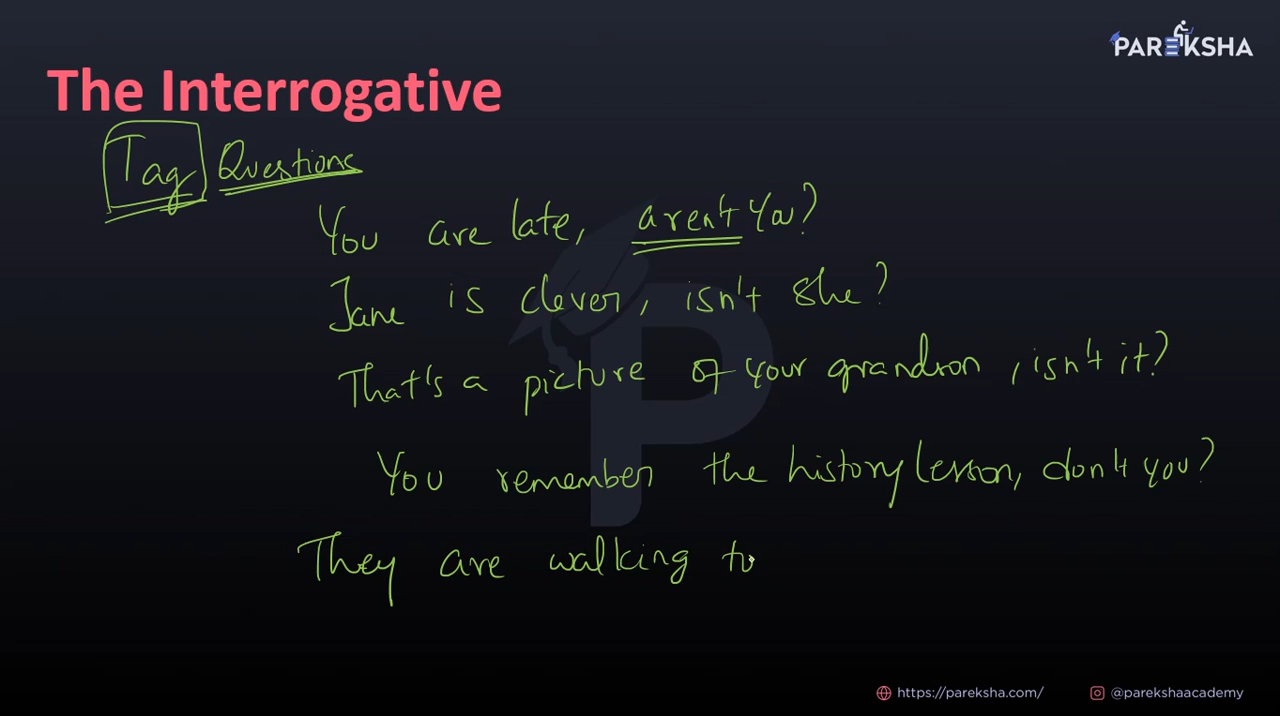 PAREKSHA
The Interrogative
Tag Questions
You are late, aren't You?
Jane is clever, isn't she?
That's a picture of your grandson, isn't it?
You remember the history lesson, don't you?
They are walking to
https://pareksha.com/ @parekshaacademy